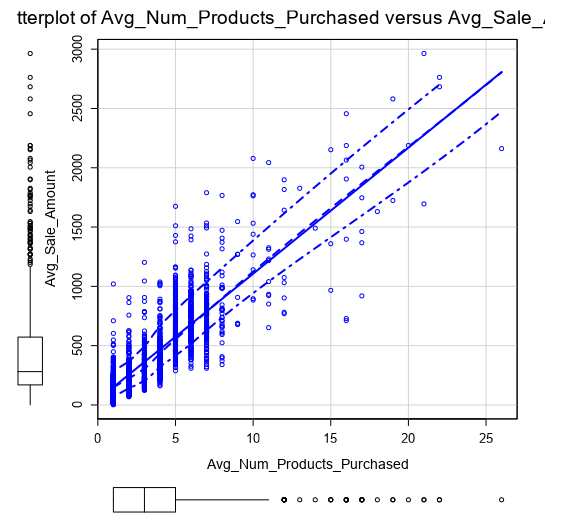 tterplot of Avg_Num_Products_Purchased versus Avg_Sale_
3000
2500
2000
1500
1000
500
0
Avg_Sale_Amount
0 5 10 15 20 25
Avg_Num_Products_Purchased